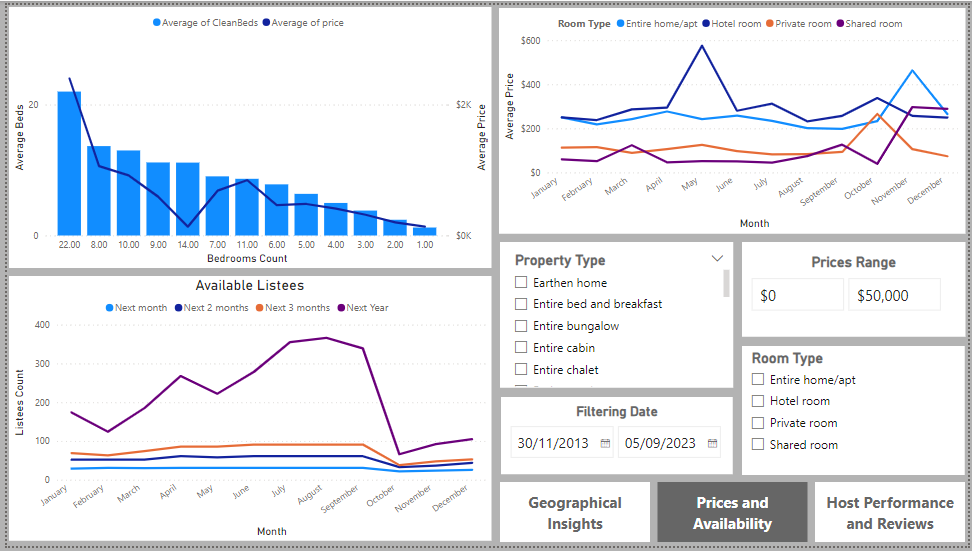 Average of CleanBeds Average of price
Average Beds
20
0
$2K
$0K
Average Price
22.00 8.00 10.00 9.00 14.00 7.00 11.00 6.00 5.00 4.00 3.00 2.00 1.00
Bedrooms Count
Room Type Entire home/apt Hotel room Private room Shared room
Average Price
$600
$400
$200
$0
January February March April May June July August September October November December
Month
Available Listees
Next month Next 2 months Next 3 months Next Year
Listees Count
400
300
200
100
0
January February March April May June July August September October November December
Month
Property Type
Earthen home
Entire bed and breakfast
Entire bungalow
Entire cabin
Entire chalet
Prices Range
$0 $50,000
Filtering Date
30/11/2013 05/09/2023
Room Type
Entire home/apt
Hotel room
Private room
Shared room
Geographical
Insights
Prices and
Availability
Host Performance
and Reviews